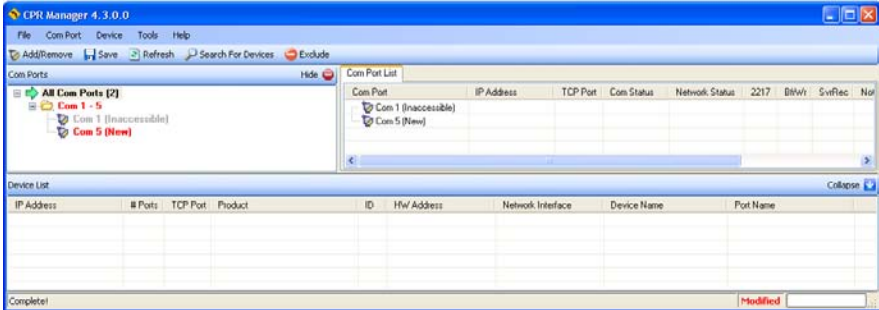 CPR Manager 4.3.0.0
File Com Port Device Tools Help
Add/Remove Save Refresh Search For Devices Exclude
Com Ports Hide
All Com Ports (2)
Com 1 - 5
Com 1 (Inaccessible)
Com 5 (New)
Com Port List
Com Port IP Address TCP Port Com Status Network Status 2217 BfWr SvrRec
Com 1 (Inaccessible)
Com 5 (New)
Device List Collapse
IP Address # Ports TCP Port Product ID HW Address Network Interface Device Name Port Name
Complete! Modified